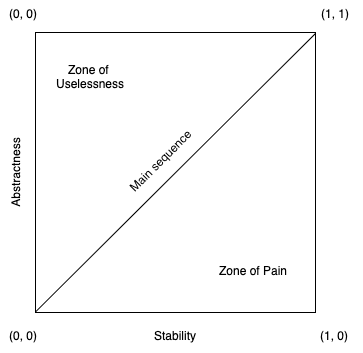 (0, 0)
(1, 1)
Zone of
Uselessness
Abstractness
Main sequence
Zone of Pain
(0, 0)
Stability
(1, 0)